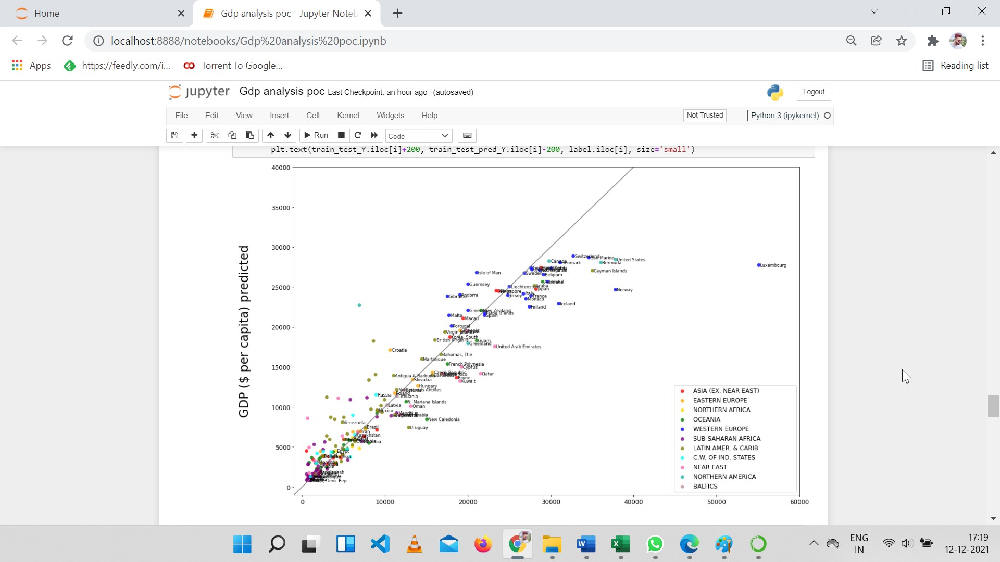 Home
Gdp analysis poc - Jupyter Noteb
localhost:8888/notebooks/Gdp%20analysis%20poc.ipynb
Apps
https://feedly.com/i...
Torrent To Google...
Reading list
jupyter Gdp analysis poc Last Checkpoint: an hour ago (autosaved)
Logout
File Edit View Insert Cell Kernel Widgets Help
Not Trusted
Python 3 (ipykernel)
Run
Code
plt.text(train_test_Y.iloc[i]+200, train_test_pred_Y.iloc[i]-200, label.iloc[i], size='small')
GDP ($ per capita) predicted
40000
35000
30000
25000
20000
15000
10000
5000
0
Switzerland
San Marino
United States
Canada
Denmark
Bermuda
Luxembourg
Cayman Islands
Isle of Man
Sweden
Belgium
Guernsey
Liechtenstein
Aruba
Japan
Norway
Singapore
Andorra
Gibraltar
Jersey
Italy
France
Monaco
Iceland
Finland
New Zealand
Malta
Spain
Macau
Portugal
Virgin Islands
Slovenia
Korea, South
British Virgin Is.
Guam
Greenland
United Arab Emirates
Croatia
Bahamas, The
Martinique
French Polynesia
Cyprus
Czech Republic
Qatar
Antigua & Barbuda
Brunei
Slovakia
Kuwait
Hungary
Netherlands Antilles
Russia
Poland
Lithuania
N. Mariana Islands
Latvia
Oman
Mexico
Mauritius
New Caledonia
Venezuela
Brazil
Uruguay
Iran
Kazakhstan
Namibia
Egypt
Indonesia
Angola
Bangladesh
0 10000 20000 30000 40000 50000 60000
ASIA (EX. NEAR EAST)
EASTERN EUROPE
NORTHERN AFRICA
OCEANIA
WESTERN EUROPE
SUB-SAHARAN AFRICA
LATIN AMER. & CARIB
C.W. OF IND. STATES
NEAR EAST
NORTHERN AMERICA
BALTICS
ENG
IN
17:19
12-12-2021